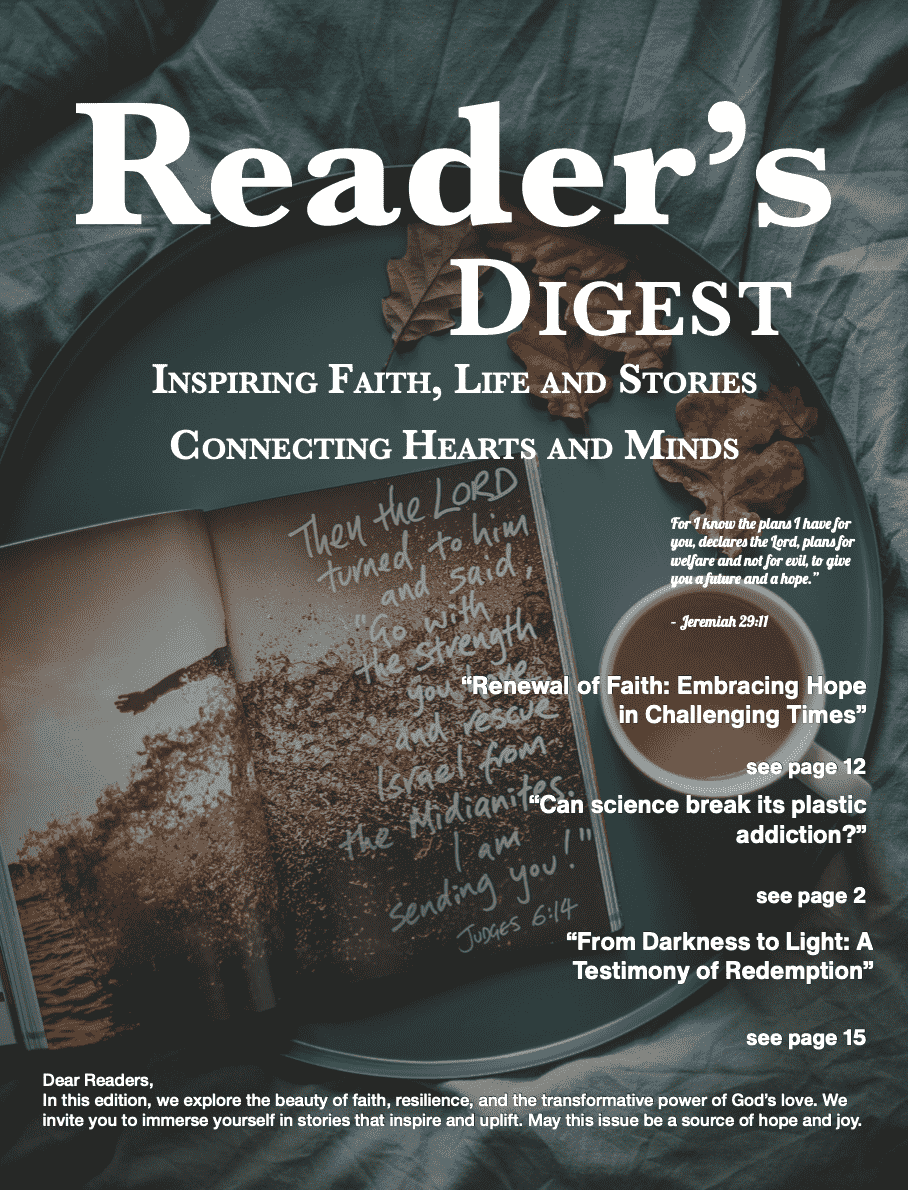 Reader's
Digest
Inspiring Faith, Life and Stories
Connecting Hearts and Minds
Then the LORD
turned to him
and said,
"Go with
the strength
you have
and rescue
Israel from
the Midianites.
I am
sending you!"
Judges 6:14
For I know the plans I have for
you, declares the Lord, plans for
welfare and not for evil, to give
you a future and a hope.”
- Jeremiah 29:11
“Renewal of Faith: Embracing Hope
in Challenging Times”
see page 12
“Can science break its plastic
addiction?”
see page 2
“From Darkness to Light: A
Testimony of Redemption”
see page 15
Dear Readers,
In this edition, we explore the beauty of faith, resilience, and the transformative power of God’s love. We
invite you to immerse yourself in stories that inspire and uplift. May this issue be a source of hope and joy.